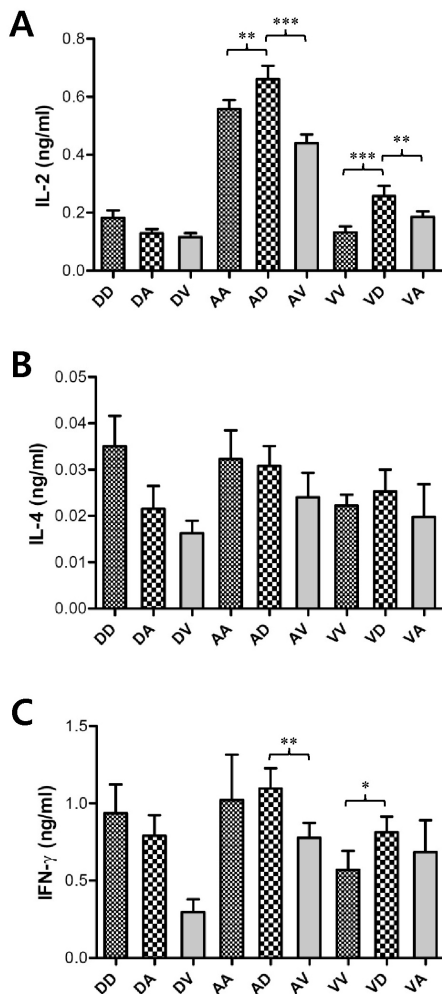 A
IL-2 (ng/ml)
0.8
0.6
0.4
0.2
0.0
** ***
*** **
DD DA DV AA AD AV VV VD VA
B
IL-4 (ng/ml)
0.05
0.04
0.03
0.02
0.01
0.00
DD DA DV AA AD AV VV VD VA
C
IFN-γ (ng/ml)
1.5
1.0
0.5
0.0
**
*
DD DA DV AA AD AV VV VD VA